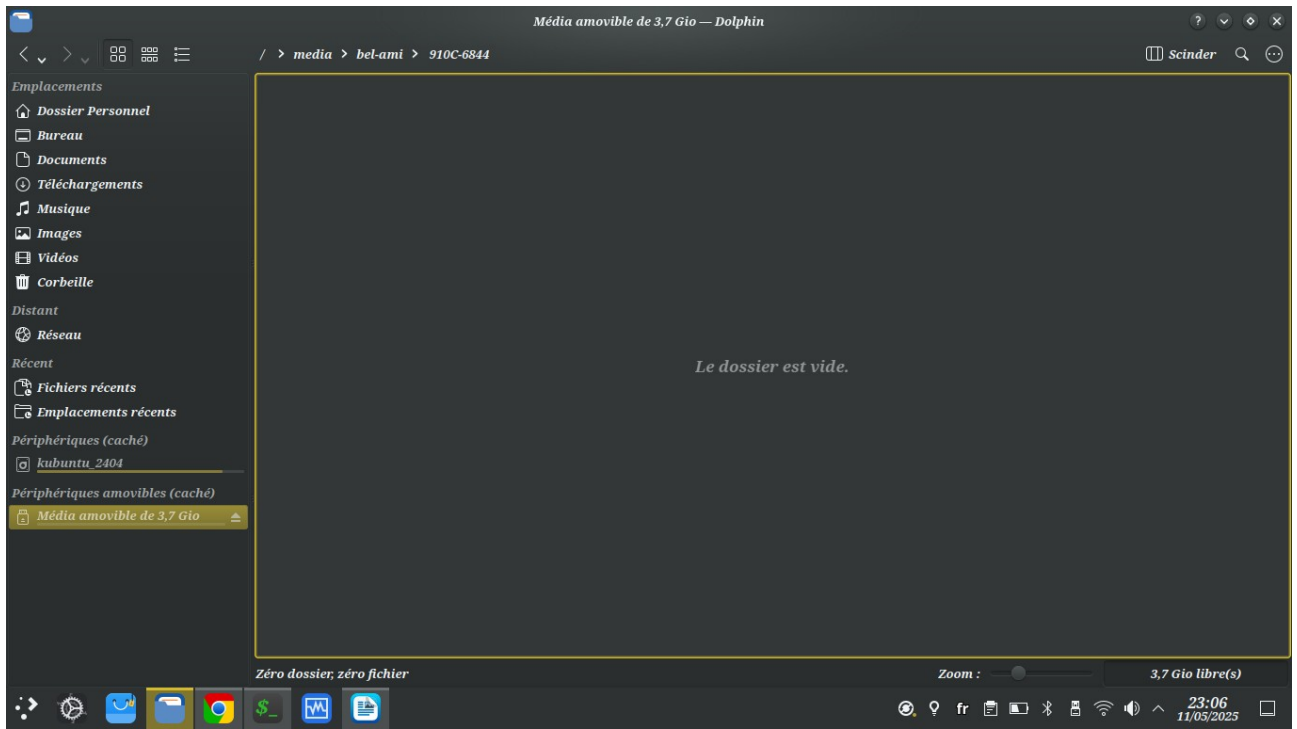 Média amovible de 3,7 Gio — Dolphin
/ > media > bel-ami > 910C-6844
Scinder
Emplacements
Dossier Personnel
Bureau
Documents
Téléchargements
Musique
Images
Vidéos
Corbeille
Distant
Réseau
Récent
Fichiers récents
Emplacements récents
Périphériques (caché)
kubuntu_2404
Périphériques amovibles (caché)
Média amovible de 3,7 Gio
Le dossier est vide.
Zéro dossier, zéro fichier
Zoom :
3,7 Gio libre(s)
$_
fr
23:06
11/05/2025